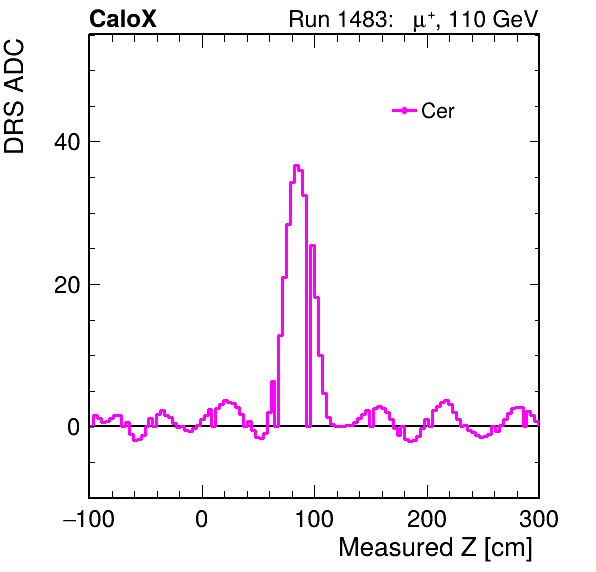 CaloX Run 1483: μ⁺, 110 GeV
DRS ADC
Cer
40
20
0
−100 0 100 200 300
Measured Z [cm]